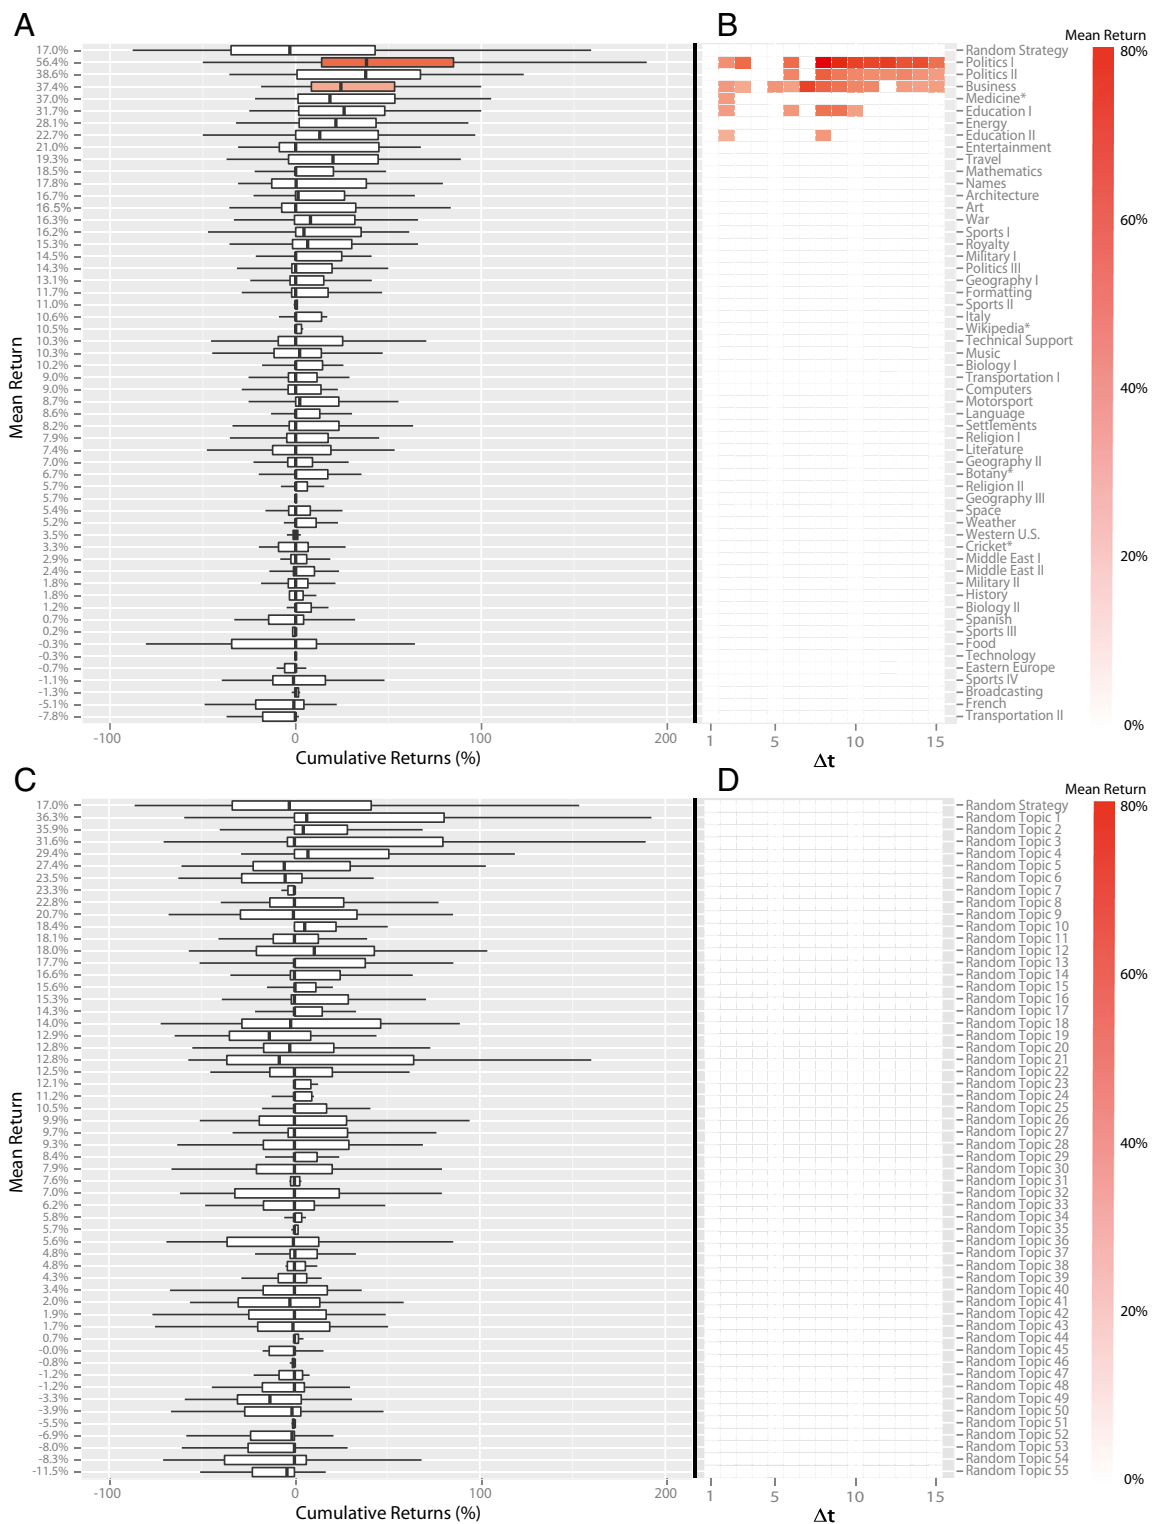 A
B
Mean Return
17.0% Random Strategy
56.4% Politics I
38.6% Politics II
37.4% Business
37.0% Medicine*
31.7% Education I
28.1% Energy
22.7% Education II
21.0% Entertainment
19.3% Travel
18.5% Mathematics
17.8% Names
16.7% Architecture
16.5% Art
16.3% War
16.2% Sports I
15.3% Royalty
14.5% Military I
14.3% Politics III
13.1% Geography I
11.7% Formatting
11.0% Sports II
10.6% Italy
10.5% Wikipedia*
10.3% Technical Support
10.3% Music
10.2% Biology I
9.0% Transportation I
9.0% Computers
8.7% Motorsport
8.6% Language
8.2% Settlements
7.9% Religion I
7.4% Literature
7.0% Geography II
6.7% Botany*
5.7% Religion II
5.7% Geography III
5.4% Space
5.2% Weather
3.5% Western U.S.
3.3% Cricket*
2.9% Middle East I
2.4% Middle East II
1.8% Military II
1.8% History
1.2% Biology II
0.7% Spanish
0.2% Sports III
-0.3% Food
-0.3% Technology
-0.7% Eastern Europe
-1.1% Sports IV
-1.3% Broadcasting
-5.1% French
-7.8% Transportation II
Mean Return
80%
60%
40%
20%
0%
-100 0 100 200
1 5 10 15
Cumulative Returns (%)
Δt
C
D
Mean Return
17.0% Random Strategy
36.3% Random Topic 1
35.9% Random Topic 2
31.6% Random Topic 3
29.4% Random Topic 4
27.4% Random Topic 5
23.5% Random Topic 6
23.3% Random Topic 7
22.8% Random Topic 8
20.7% Random Topic 9
18.4% Random Topic 10
18.1% Random Topic 11
18.0% Random Topic 12
17.7% Random Topic 13
16.6% Random Topic 14
15.6% Random Topic 15
15.3% Random Topic 16
14.3% Random Topic 17
14.0% Random Topic 18
12.9% Random Topic 19
12.8% Random Topic 20
12.8% Random Topic 21
12.5% Random Topic 22
12.1% Random Topic 23
11.2% Random Topic 24
10.5% Random Topic 25
9.9% Random Topic 26
9.7% Random Topic 27
9.3% Random Topic 28
8.4% Random Topic 29
7.9% Random Topic 30
7.6% Random Topic 31
7.0% Random Topic 32
6.2% Random Topic 33
5.8% Random Topic 34
5.7% Random Topic 35
5.6% Random Topic 36
4.8% Random Topic 37
4.8% Random Topic 38
4.3% Random Topic 39
3.4% Random Topic 40
2.0% Random Topic 41
1.9% Random Topic 42
1.7% Random Topic 43
0.7% Random Topic 44
-0.0% Random Topic 45
-0.8% Random Topic 46
-1.2% Random Topic 47
-1.2% Random Topic 48
-3.3% Random Topic 49
-3.9% Random Topic 50
-5.5% Random Topic 51
-6.9% Random Topic 52
-8.0% Random Topic 53
-8.3% Random Topic 54
-11.5% Random Topic 55
Mean Return
80%
60%
40%
20%
0%
-100 0 100 200
1 5 10 15
Cumulative Returns (%)
Δt